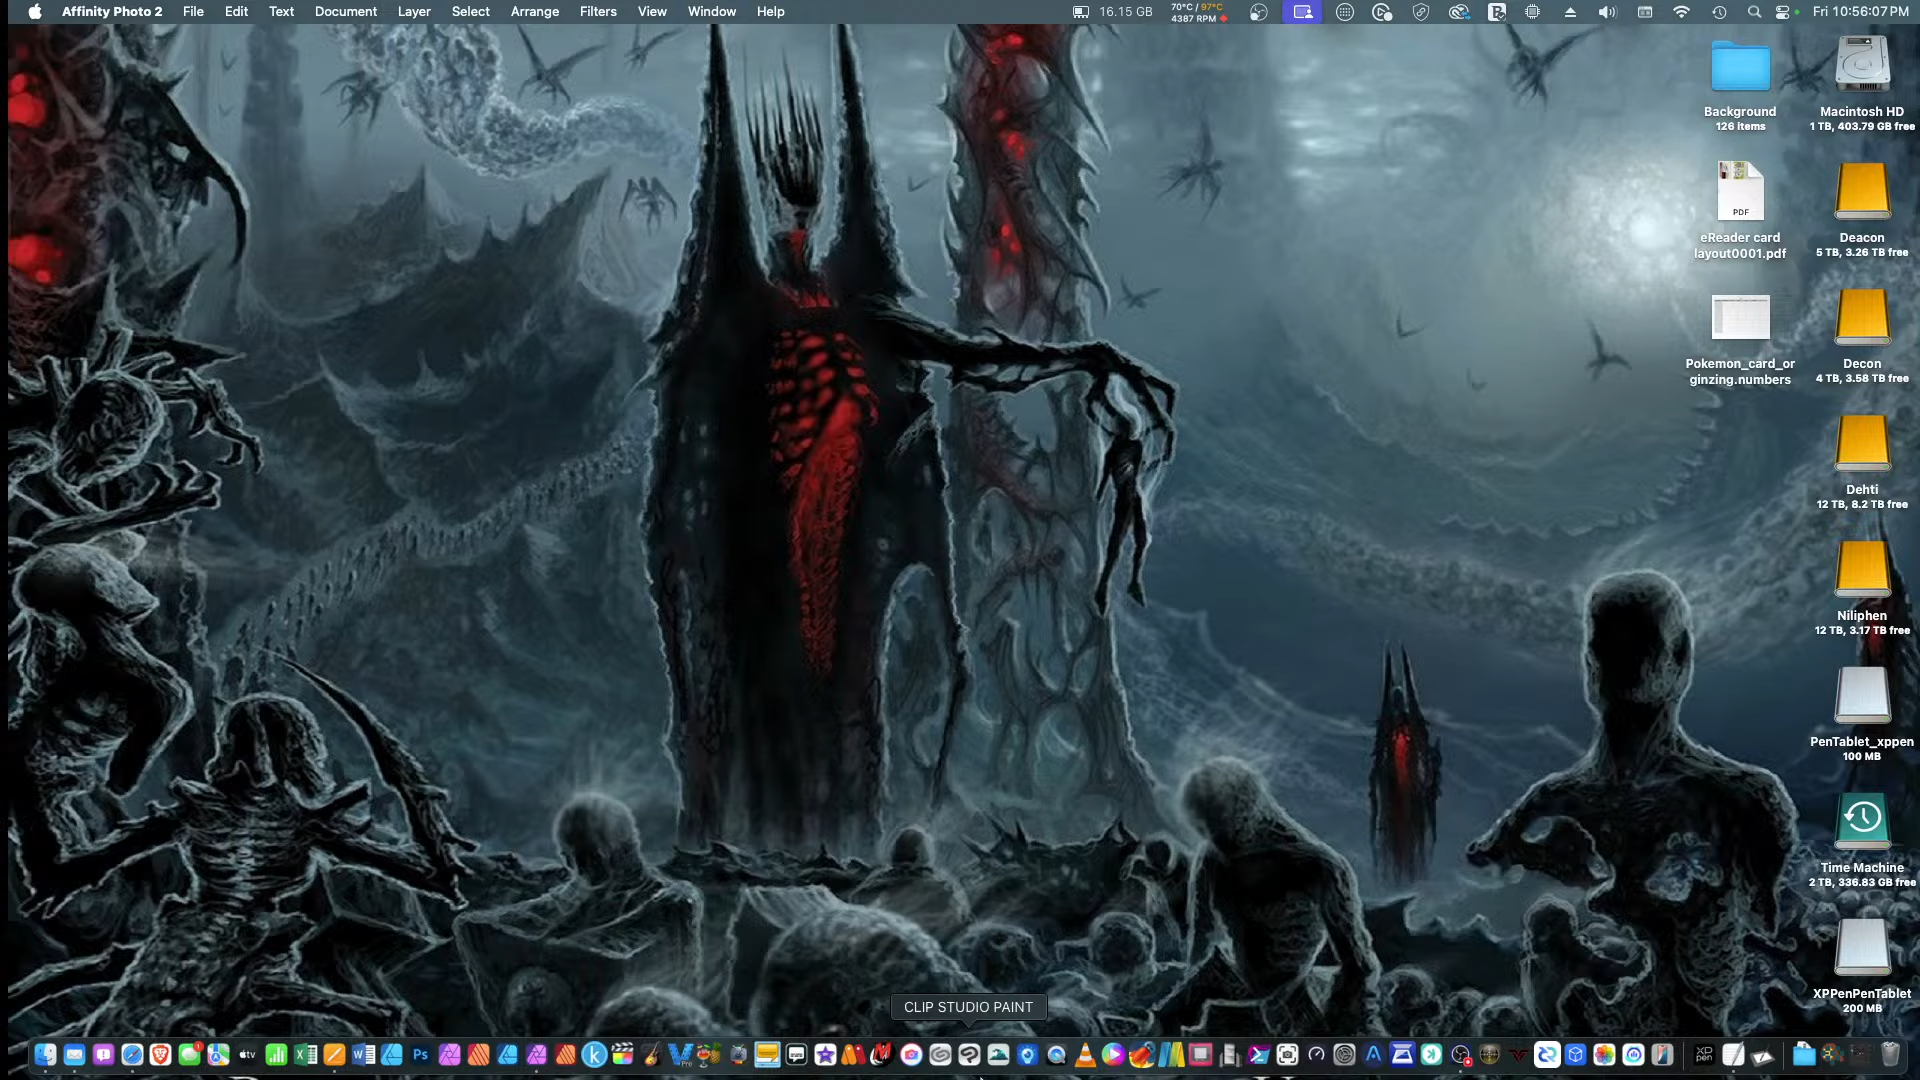 Affinity Photo 2 File Edit Text Document Layer Select Arrange Filters View Window Help 16.15 GB 70°C / 97°C Fri 10:56:07 PM
4387 RPM
Background
126 items
Macintosh HD
1 TB, 403.79 GB free
PDF
eReader card
layout0001.pdf
Deacon
5 TB, 3.26 TB free
Pokemon_card_or
ginzing.numbers
Decon
4 TB, 3.58 TB free
Dehti
12 TB, 8.2 TB free
Niliphen
12 TB, 3.17 TB free
PenTablet_xppen
100 MB
Time Machine
2 TB, 336.83 GB free
XPPenPenTablet
200 MB
CLIP STUDIO PAINT
tv
Ps
XP
pen